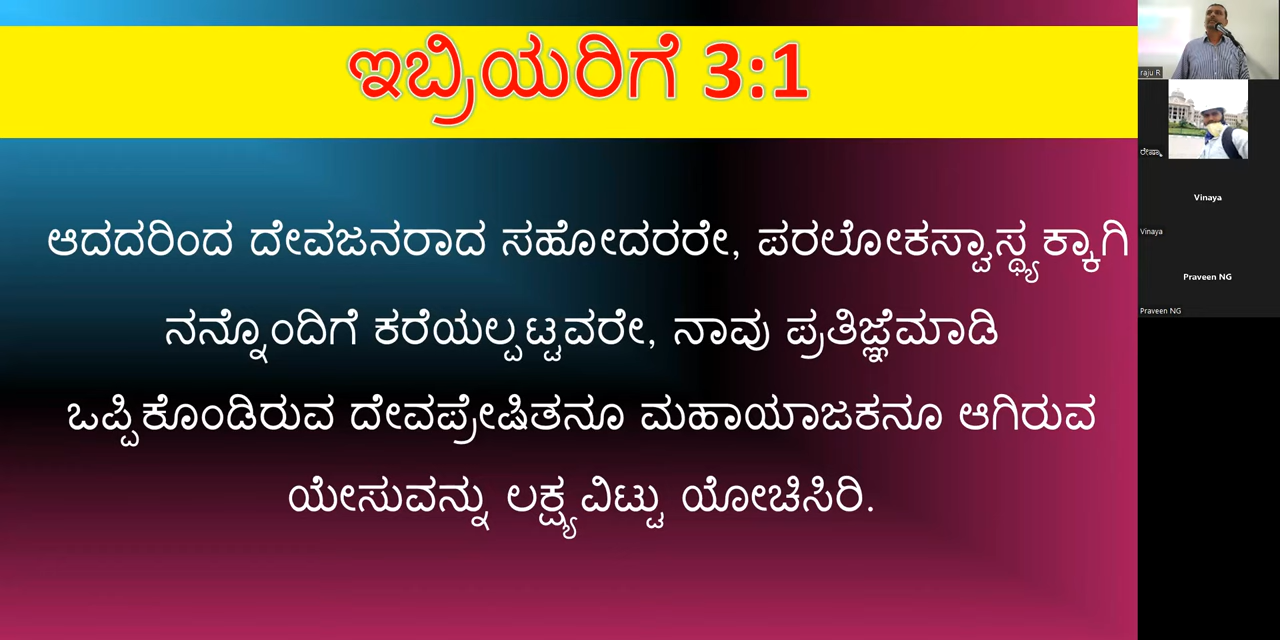 ಇಬ್ರಿಯರಿಗೆ 3:1
ಆದದರಿಂದ ದೇವಜನರಾದ ಸಹೋದರರೇ, ಪರಲೋಕಸ್ವಾಸ್ಥ್ಯಕ್ಕಾಗಿ
ನನ್ನೊಂದಿಗೆ ಕರೆಯಲ್ಪಟ್ಟವರೇ, ನಾವು ಪ್ರತಿಜ್ಞೆಮಾಡಿ
ಒಪ್ಪಿಕೊಂಡಿರುವ ದೇವಪ್ರೇಷಿತನೂ ಮಹಾಯಾಜಕನೂ ಆಗಿರುವ
ಯೇಸುವನ್ನು ಲಕ್ಷ್ಯವಿಟ್ಟು ಯೋಚಿಸಿರಿ.
raju R
ರೇಷ್ಮಾ
Vinaya
Vinaya
Praveen NG
Praveen NG